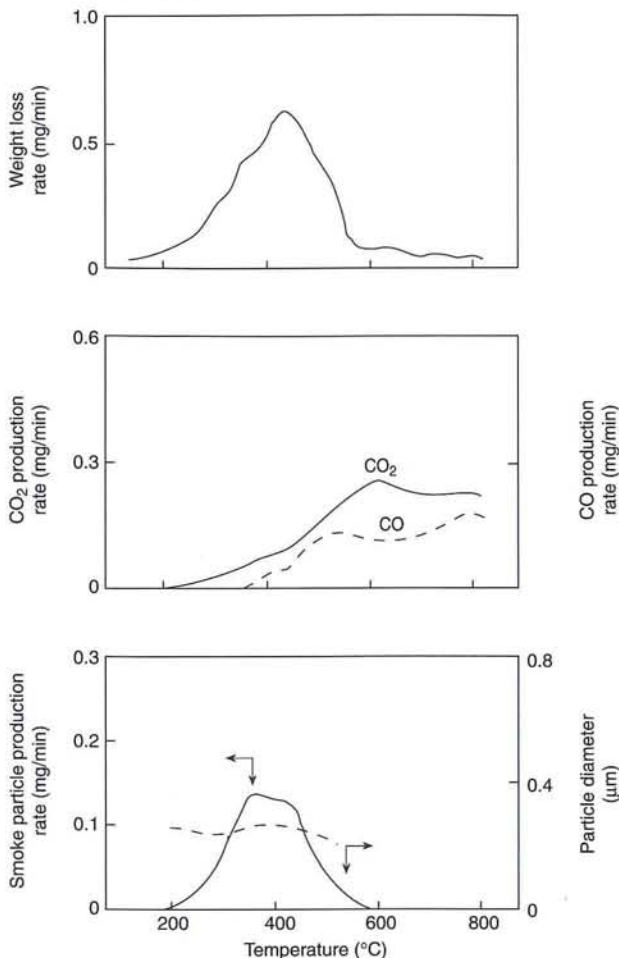 1.0
0.5
0
Weight loss
rate (mg/min)
0.6
0.3
0
CO₂ production
rate (mg/min)
CO₂
CO
CO production
rate (mg/min)
0.3
0.2
0.1
0
Smoke particle production
rate (mg/min)
0.8
0.4
0
Particle diameter
(μm)
200 400 600 800
Temperature (°C)